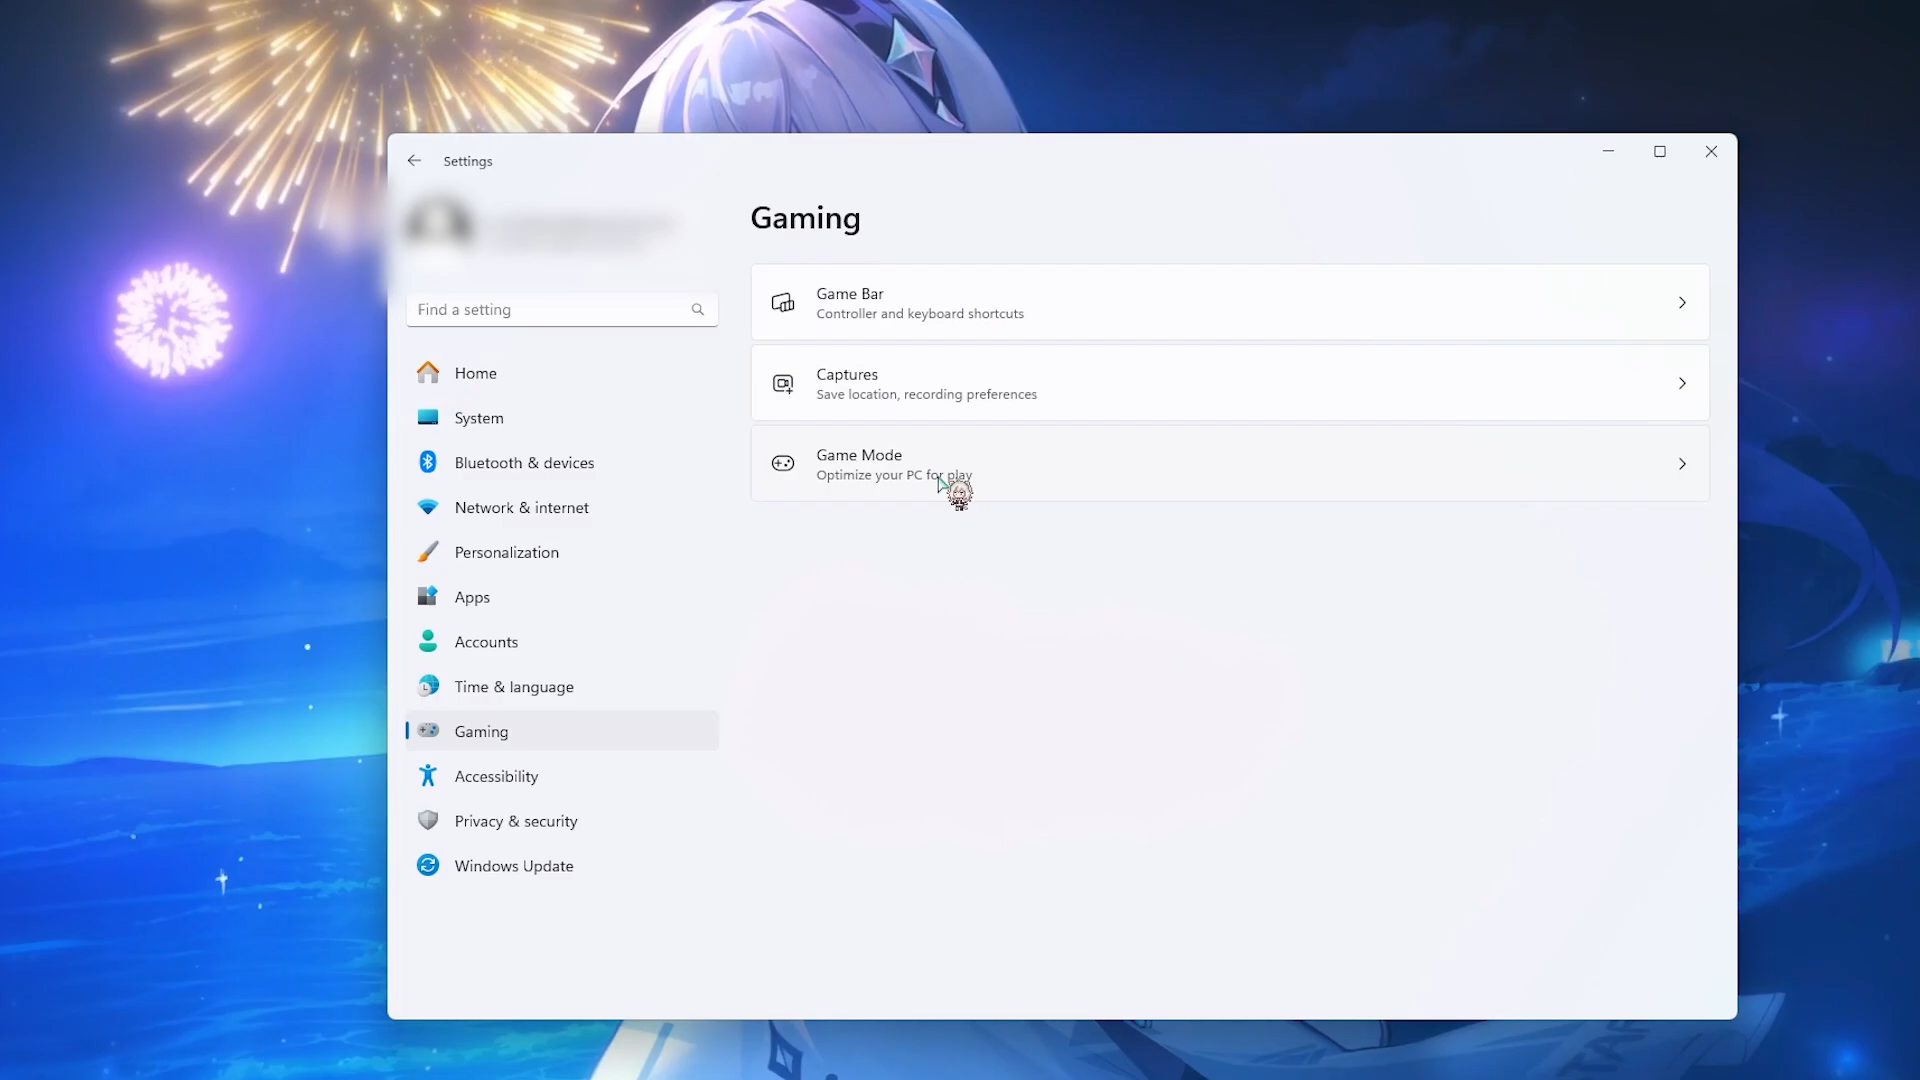 Settings
Gaming
Find a setting
Home
System
Bluetooth & devices
Network & internet
Personalization
Apps
Accounts
Time & language
Gaming
Accessibility
Privacy & security
Windows Update
Game Bar
Controller and keyboard shortcuts
Captures
Save location, recording preferences
Game Mode
Optimize your PC for play